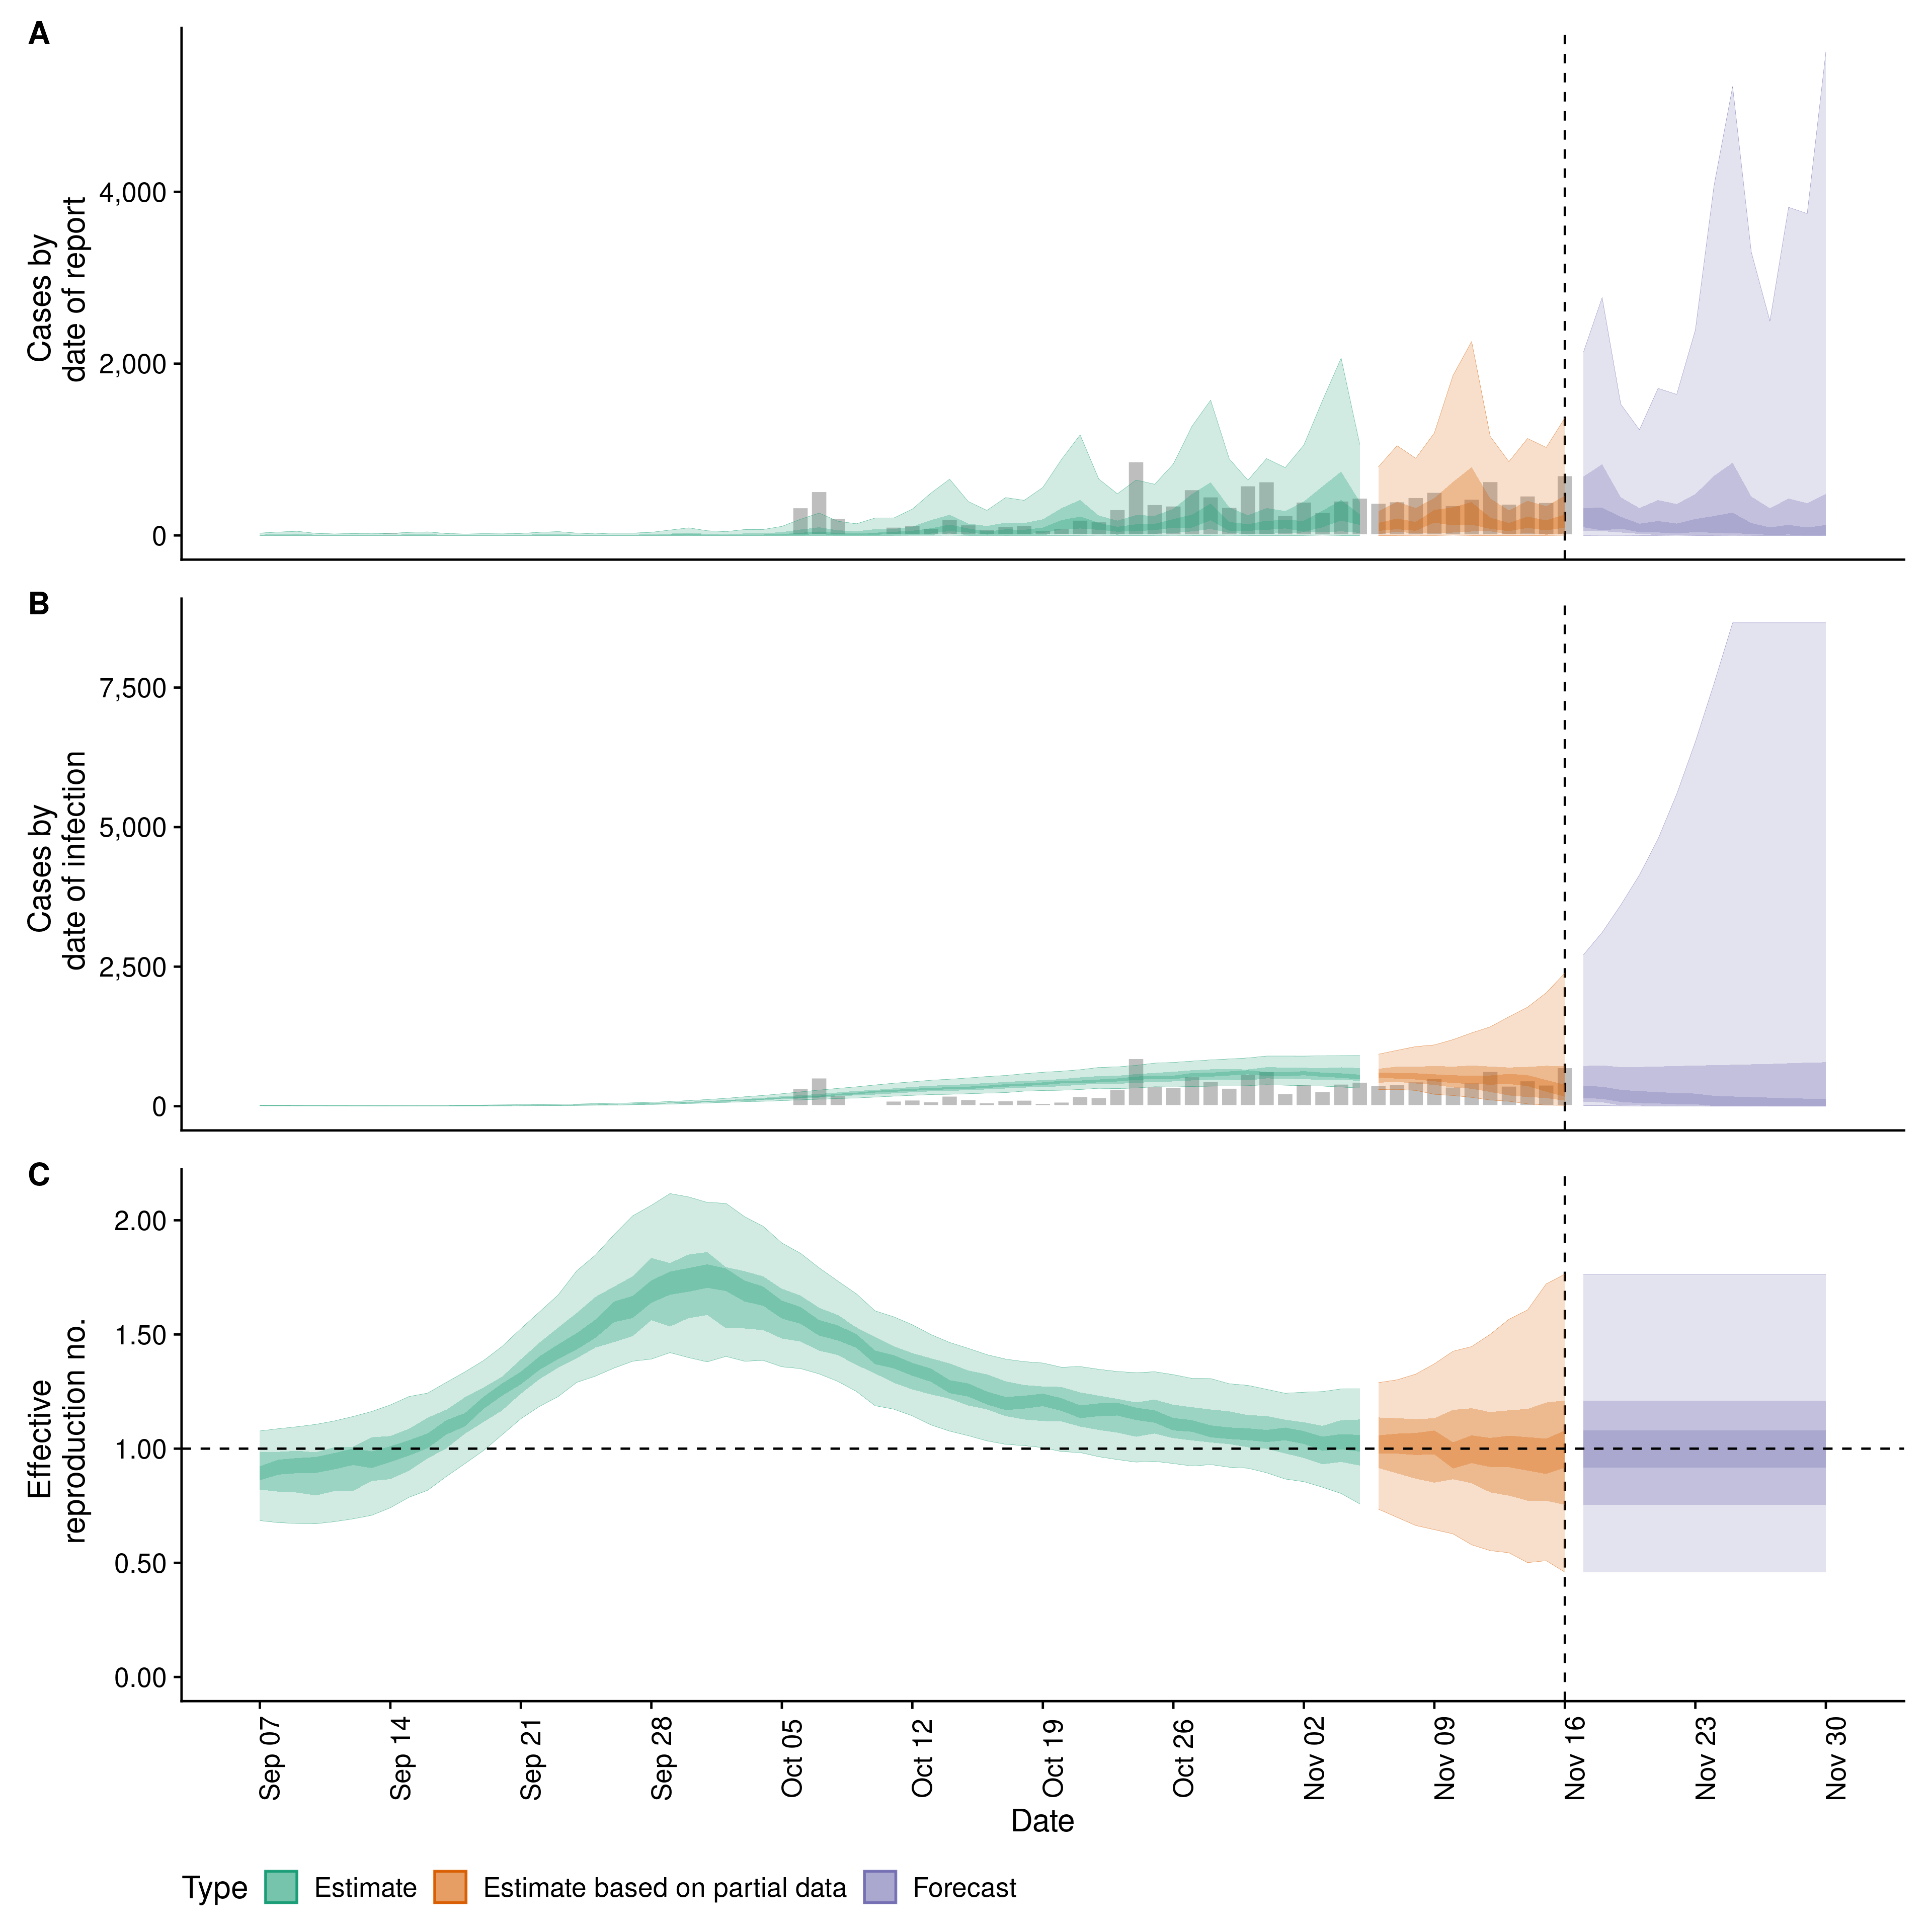 A
Cases by
date of report
4,000
2,000
0
B
Cases by
date of infection
7,500
5,000
2,500
0
C
Effective
reproduction no.
2.00
1.50
1.00
0.50
0.00
Sep 07
Sep 14
Sep 21
Sep 28
Oct 05
Oct 12
Oct 19
Oct 26
Nov 02
Nov 09
Nov 16
Nov 23
Nov 30
Date
Type Estimate Estimate based on partial data Forecast